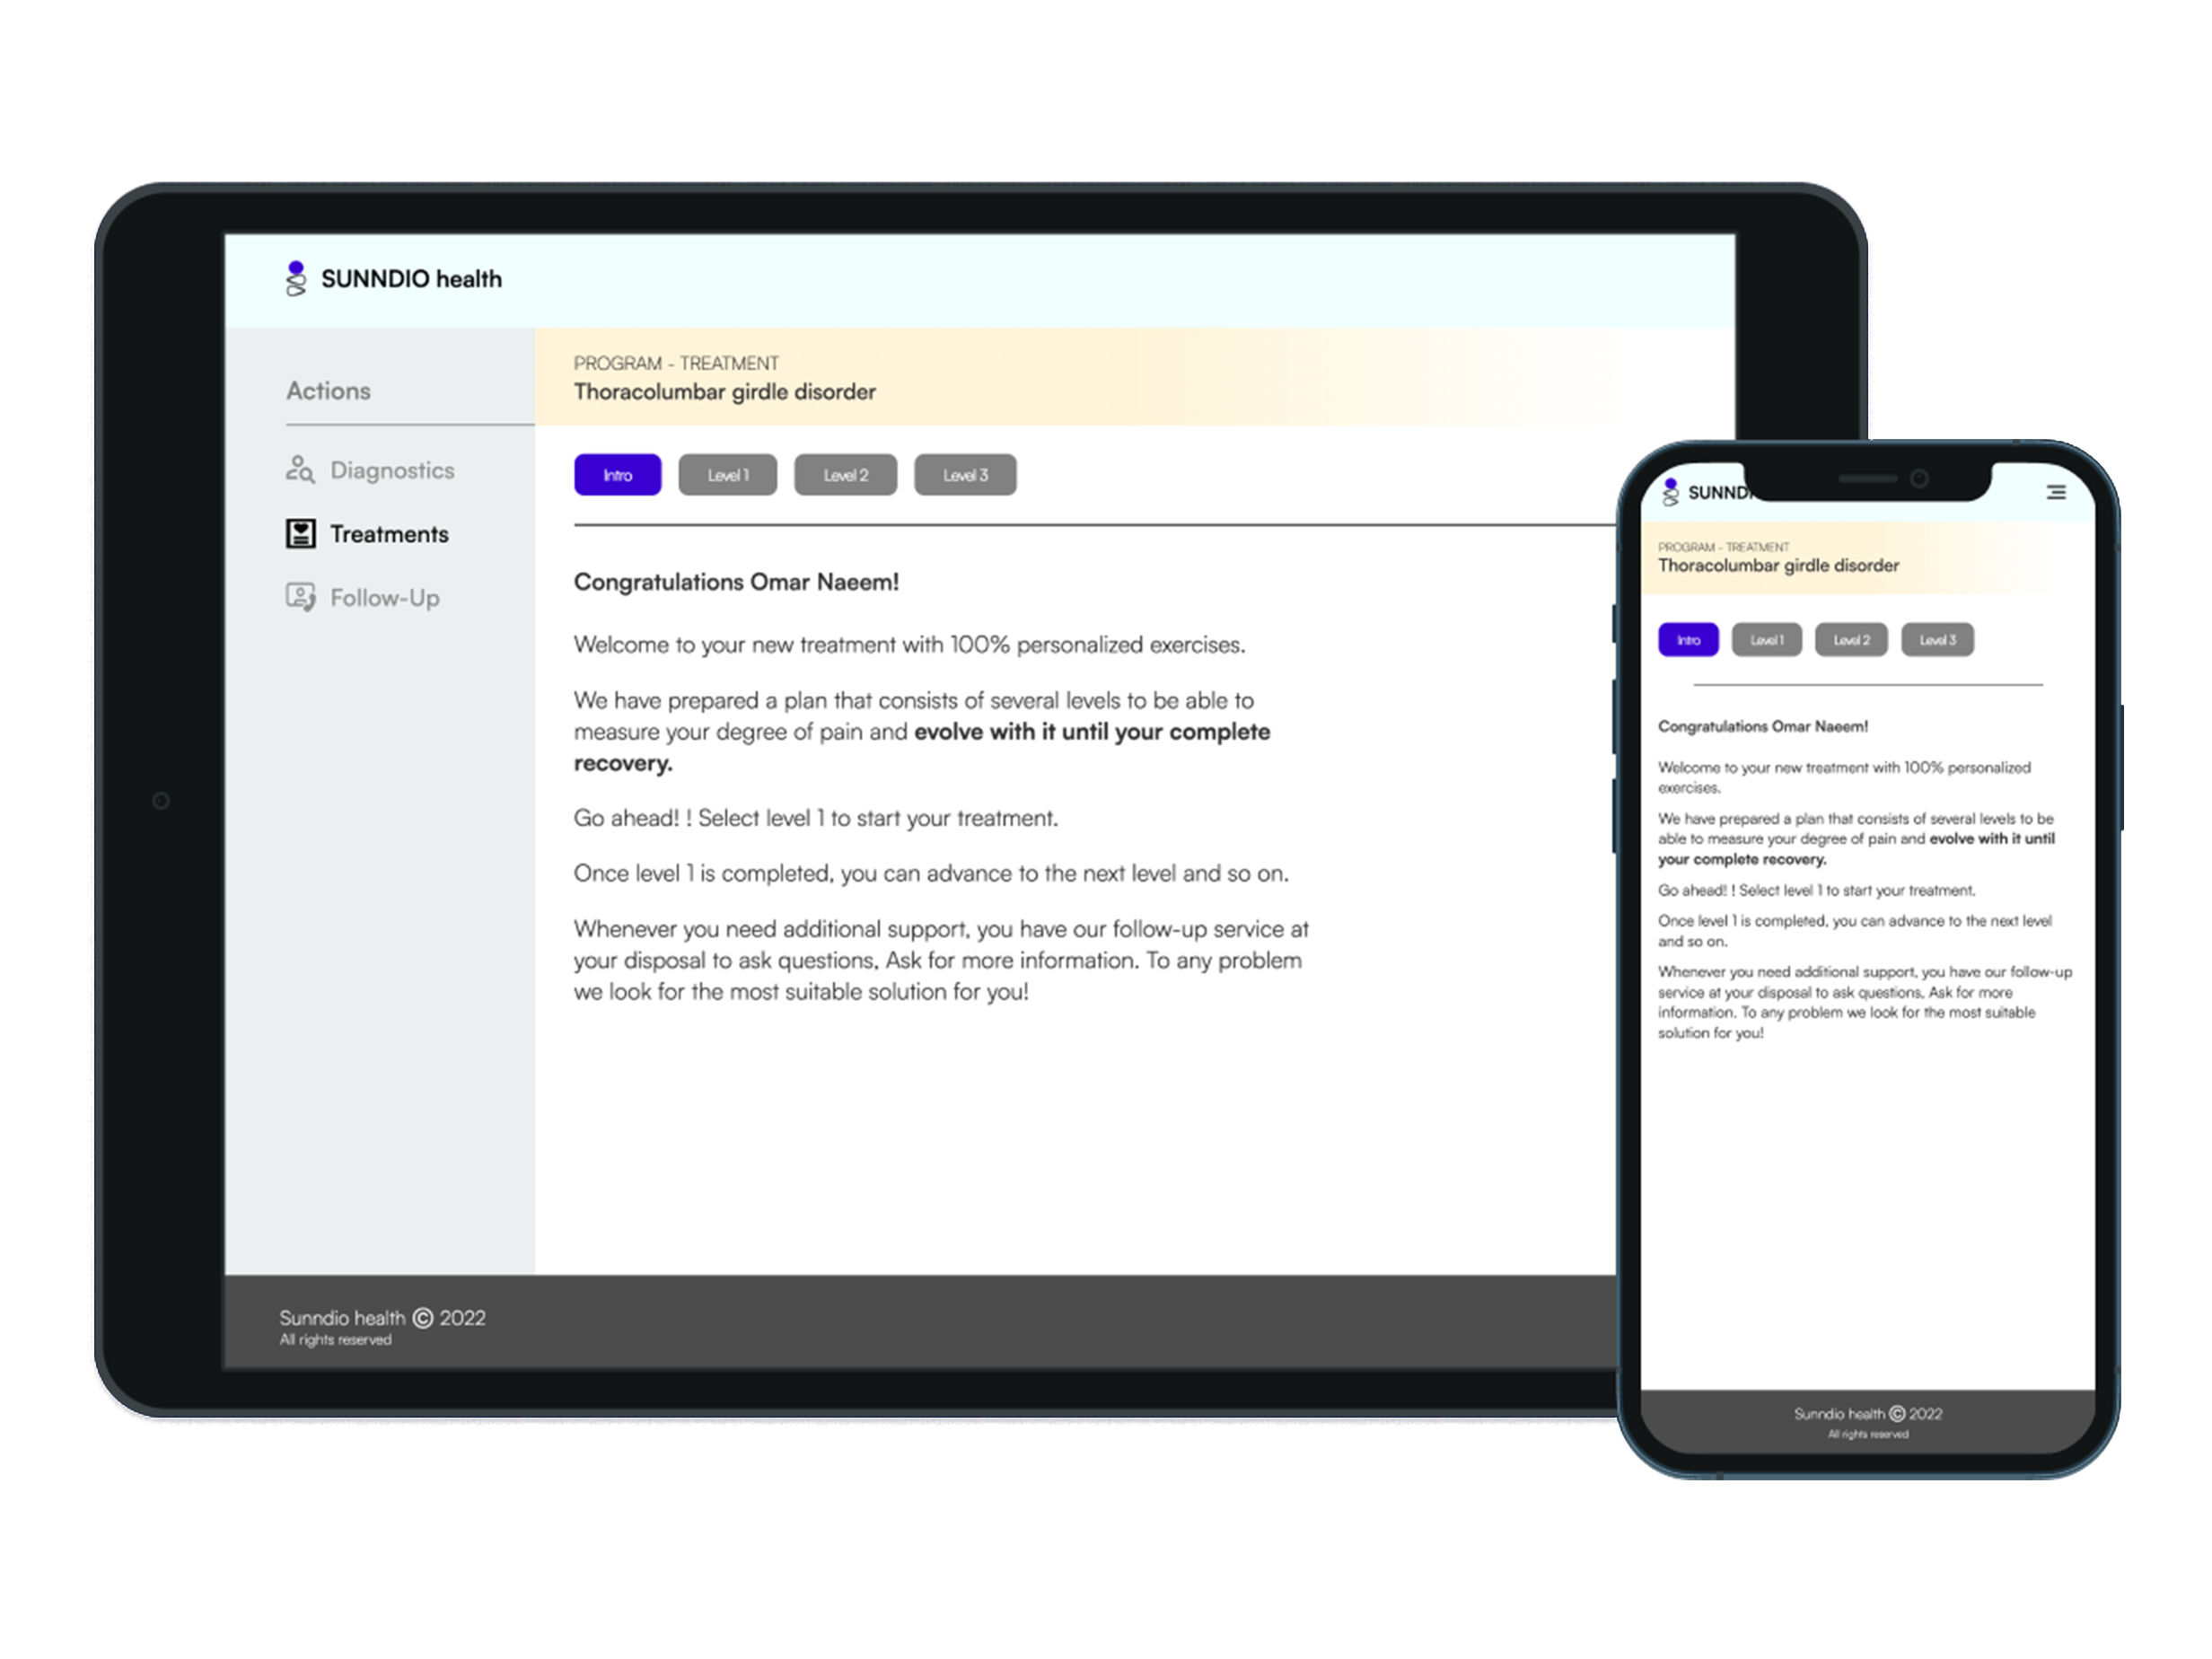 SUNNDIO health
Actions
Diagnostics
Treatments
Follow-Up
PROGRAM - TREATMENT
Thoracolumbar girdle disorder
Intro
Level 1
Level 2
Level 3
Congratulations Omar Naeem!
Welcome to your new treatment with 100% personalized exercises.
We have prepared a plan that consists of several levels to be able to
measure your degree of pain and evolve with it until your complete
recovery.
Go ahead! ! Select level 1 to start your treatment.
Once level 1 is completed, you can advance to the next level and so on.
Whenever you need additional support, you have our follow-up service at
your disposal to ask questions, Ask for more information. To any problem
we look for the most suitable solution for you!
Sunndio health © 2022
All rights reserved
SUNND
PROGRAM - TREATMENT
Thoracolumbar girdle disorder
Intro
Level 1
Level 2
Level 3
Congratulations Omar Naeem!
Welcome to your new treatment with 100% personalized
exercises.
We have prepared a plan that consists of several levels to be
able to measure your degree of pain and evolve with it until
your complete recovery.
Go ahead! ! Select level 1 to start your treatment.
Once level 1 is completed, you can advance to the next level
and so on.
Whenever you need additional support, you have our follow-up
service at your disposal to ask questions, Ask for more
information. To any problem we look for the most suitable
solution for you!
Sunndio health © 2022
All rights reserved